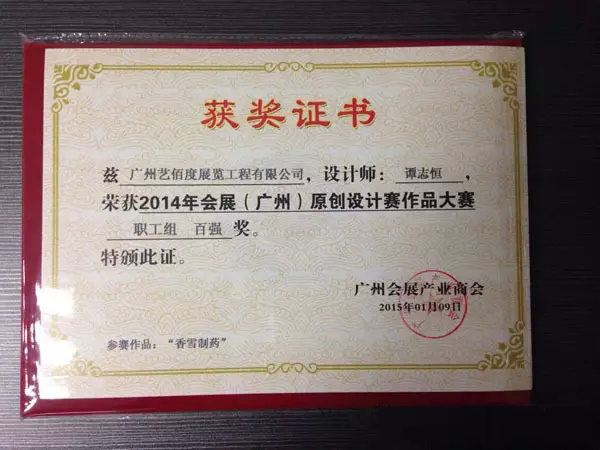 获奖证书
兹 广州艺佰度展览工程有限公司，设计师：谭志恒，
荣获2014年会展（广州）原创设计赛作品大赛
职工组 百强 奖。
特颁此证。
广州会展产业商会
2015年01月09日
参赛作品：“香雪制药”